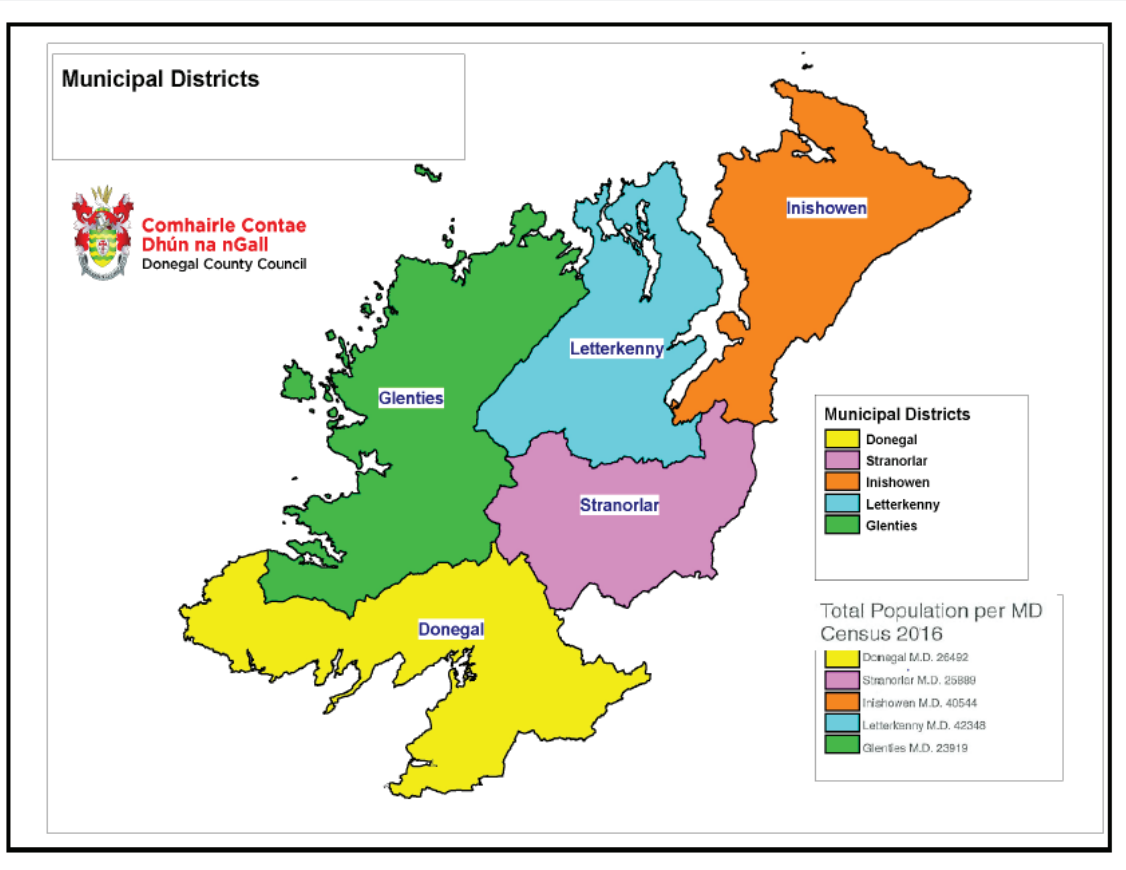 Municipal Districts
Comhairle Contae
Dhún na nGall
Donegal County Council
Inishowen
Letterkenny
Glenties
Stranorlar
Donegal
Municipal Districts
Donegal
Stranorlar
Inishowen
Letterkenny
Glenties
Total Population per MD
Census 2016
Donegal M.D. 26492
Stranorlar M.D. 25889
Inishowen M.D. 40544
Letterkenny M.D. 42348
Glenties M.D. 23919